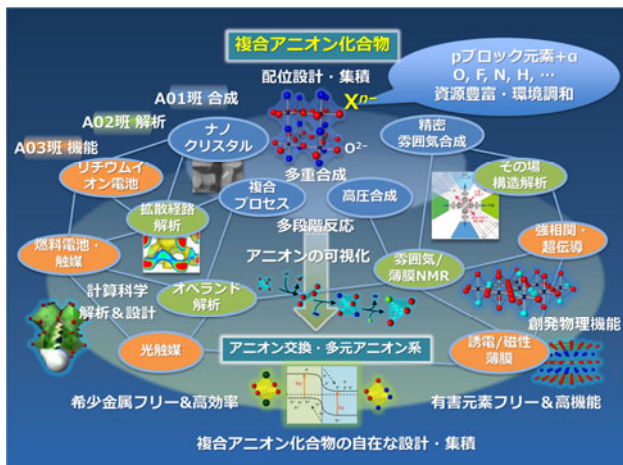 複合アニオン化合物
配位設計・集積
pブロック元素+α
O, F, N, H, …
資源豊富・環境調和
A01班 合成
A02班 解析
A03班 機能
Xⁿ⁻
O²⁻
ナノ
クリスタル
精密
雰囲気合成
リチウムイ
オン電池
多重合成
その場
構造解析
複合
プロセス
高圧合成
拡散経路
解析
多段階反応
強相関・
超伝導
燃料電池・
触媒
アニオンの可視化
雰囲気/
薄膜NMR
計算科学
解析&設計
オペランド
解析
創発物理機能
光触媒
アニオン交換・多元アニオン系
誘電/磁性
薄膜
希少金属フリー&高効率
有害元素フリー&高機能
複合アニオン化合物の自在な設計・集積